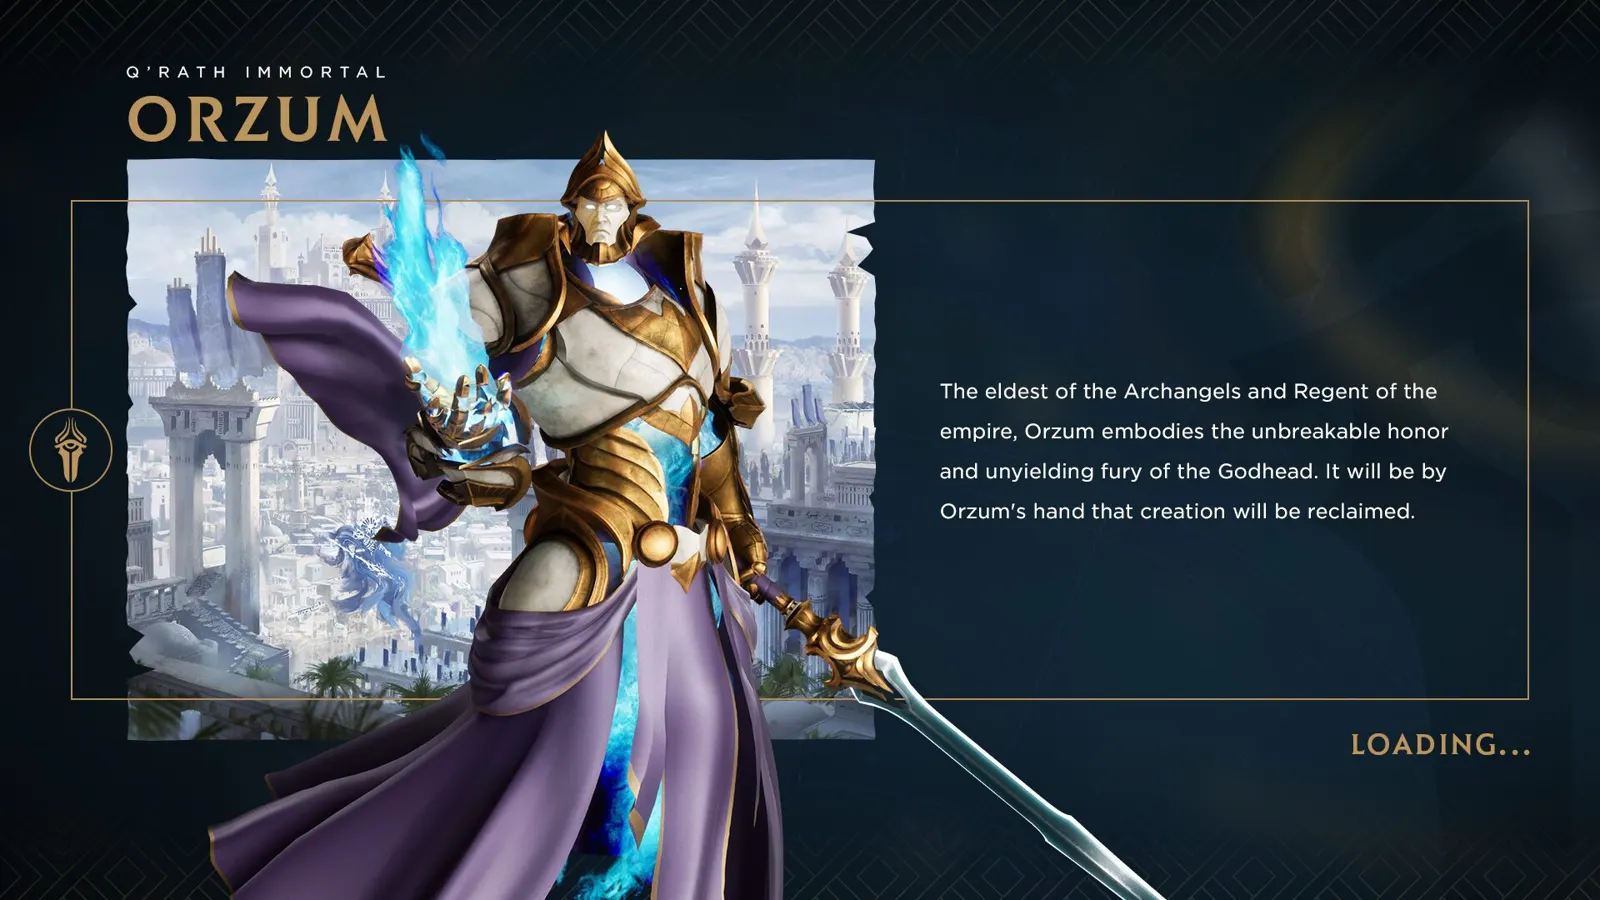 Q'RATH IMMORTAL
ORZUM
The eldest of the Archangels and Regent of the
empire, Orzum embodies the unbreakable honor
and unyielding fury of the Godhead. It will be by
Orzum's hand that creation will be reclaimed.
LOADING...